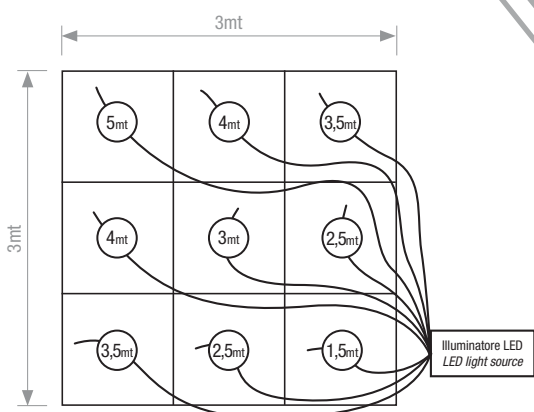 3mt
3mt
5mt
4mt
3,5mt
4mt
3mt
2,5mt
3,5mt
2,5mt
1,5mt
Illuminatore LED
LED light source